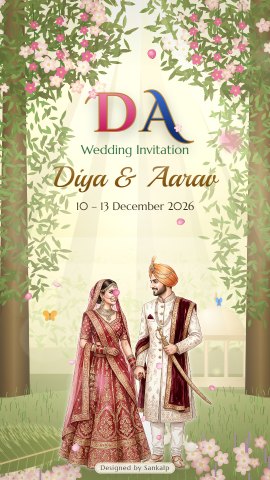 DA
Wedding Invitation
Diya & Aarav
10 – 13 December 2026
Designed by Sankalp